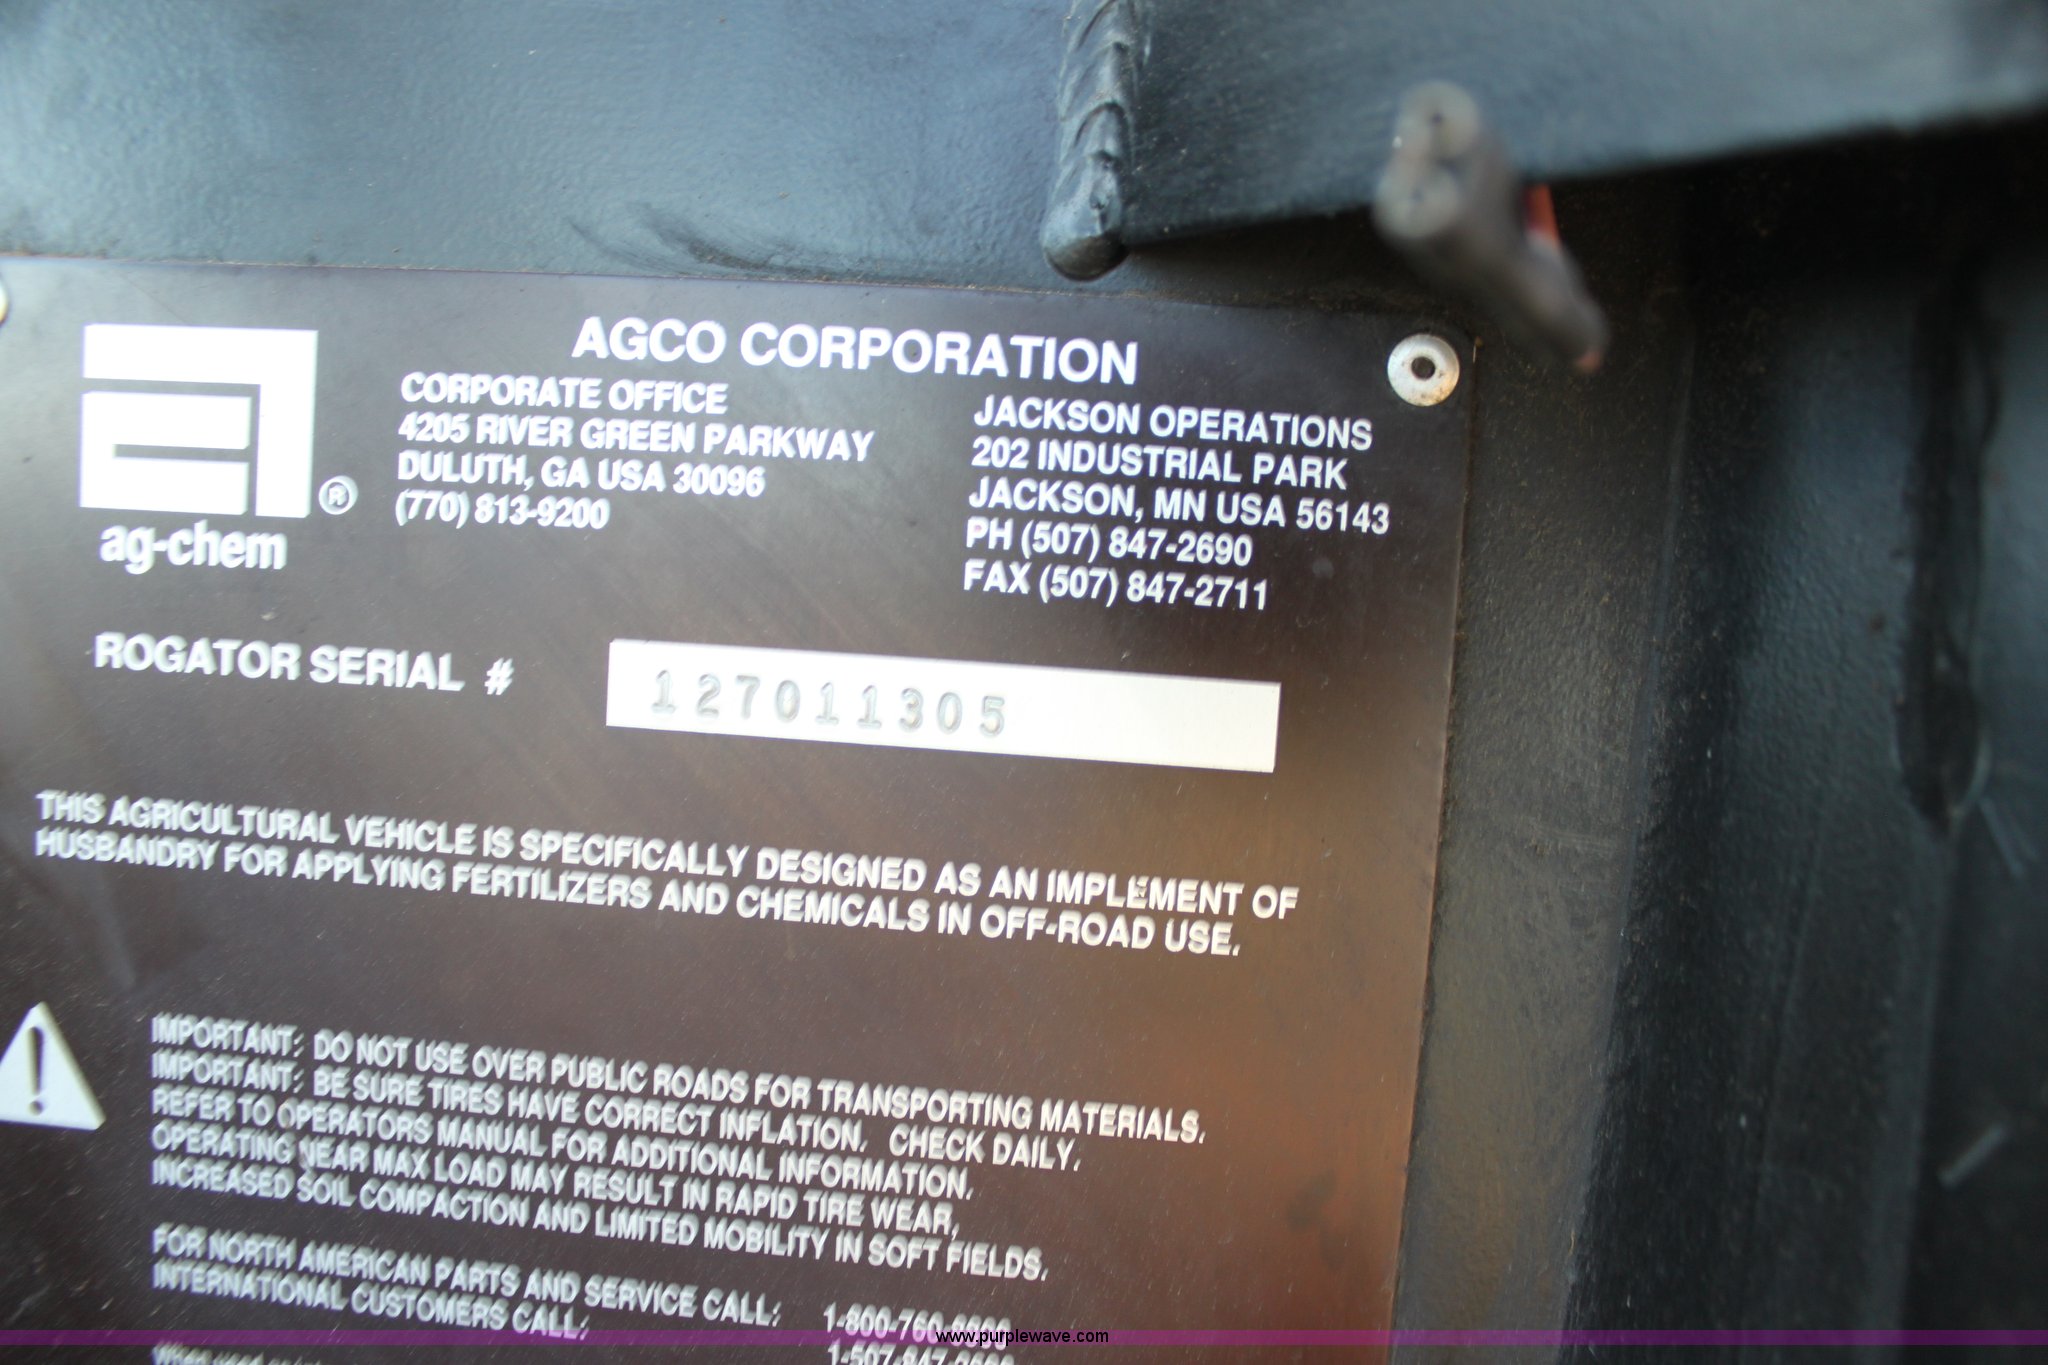 AGCO CORPORATION
CORPORATE OFFICE
4205 RIVER GREEN PARKWAY
DULUTH, GA USA 30096
(770) 813-9200
JACKSON OPERATIONS
202 INDUSTRIAL PARK
JACKSON, MN USA 56143
PH (507) 847-2690
FAX (507) 847-2711
®
ag-chem
ROGATOR SERIAL # 127011305
THIS AGRICULTURAL VEHICLE IS SPECIFICALLY DESIGNED AS AN IMPLEMENT OF
HUSBANDRY FOR APPLYING FERTILIZERS AND CHEMICALS IN OFF-ROAD USE.
IMPORTANT: DO NOT USE OVER PUBLIC ROADS FOR TRANSPORTING MATERIALS.
IMPORTANT: BE SURE TIRES HAVE CORRECT INFLATION. CHECK DAILY.
REFER TO OPERATORS MANUAL FOR ADDITIONAL INFORMATION.
OPERATING NEAR MAX LOAD MAY RESULT IN RAPID TIRE WEAR,
INCREASED SOIL COMPACTION AND LIMITED MOBILITY IN SOFT FIELDS.
FOR NORTH AMERICAN PARTS AND SERVICE CALL:
INTERNATIONAL CUSTOMERS CALL:
www.purplewave.com